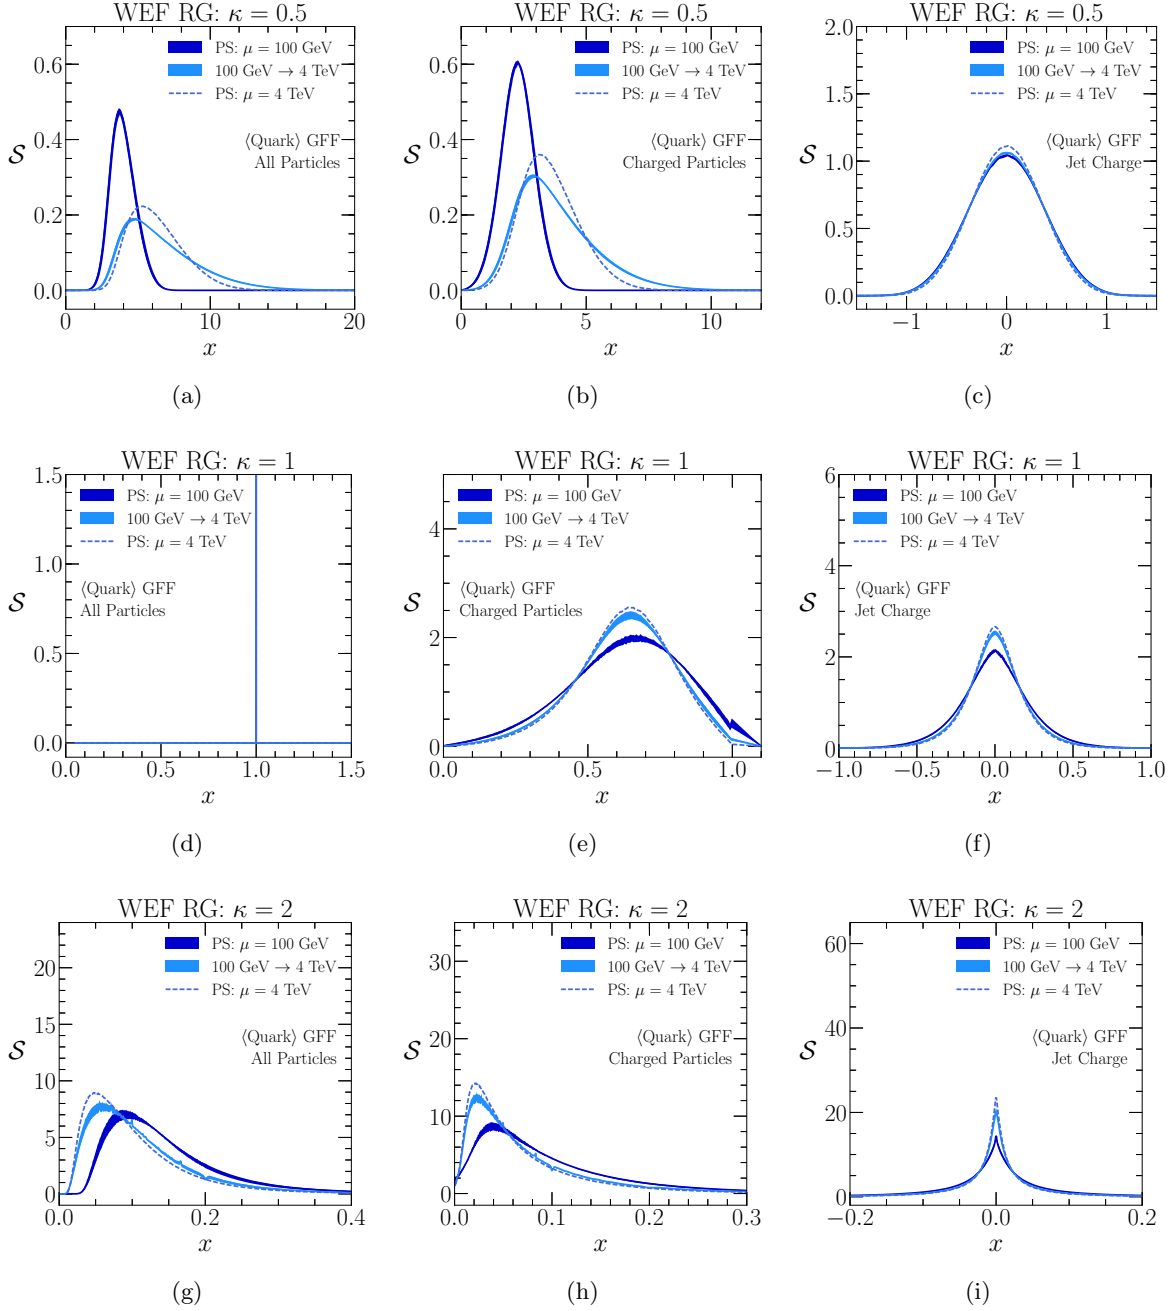 WEF RG: κ = 0.5
PS: μ = 100 GeV
100 GeV → 4 TeV
PS: μ = 4 TeV
⟨Quark⟩ GFF
All Particles
0.6
0.4
0.2
0.0
S
0
10
20
x
(a)
WEF RG: κ = 0.5
PS: μ = 100 GeV
100 GeV → 4 TeV
PS: μ = 4 TeV
⟨Quark⟩ GFF
Charged Particles
0.6
0.4
0.2
0.0
S
0
5
10
x
(b)
WEF RG: κ = 0.5
PS: μ = 100 GeV
100 GeV → 4 TeV
PS: μ = 4 TeV
⟨Quark⟩ GFF
Jet Charge
2.0
1.5
1.0
0.5
0.0
S
−1
0
1
x
(c)
WEF RG: κ = 1
PS: μ = 100 GeV
100 GeV → 4 TeV
PS: μ = 4 TeV
⟨Quark⟩ GFF
All Particles
1.5
1.0
0.5
0.0
S
0.0
0.5
1.0
1.5
x
(d)
WEF RG: κ = 1
PS: μ = 100 GeV
100 GeV → 4 TeV
PS: μ = 4 TeV
⟨Quark⟩ GFF
Charged Particles
4
2
0
S
0.0
0.5
1.0
x
(e)
WEF RG: κ = 1
PS: μ = 100 GeV
100 GeV → 4 TeV
PS: μ = 4 TeV
⟨Quark⟩ GFF
Jet Charge
6
4
2
0
S
−1.0
−0.5
0.0
0.5
1.0
x
(f)
WEF RG: κ = 2
PS: μ = 100 GeV
100 GeV → 4 TeV
PS: μ = 4 TeV
⟨Quark⟩ GFF
All Particles
20
15
10
5
0
S
0.0
0.2
0.4
x
(g)
WEF RG: κ = 2
PS: μ = 100 GeV
100 GeV → 4 TeV
PS: μ = 4 TeV
⟨Quark⟩ GFF
Charged Particles
30
20
10
0
S
0.0
0.1
0.2
0.3
x
(h)
WEF RG: κ = 2
PS: μ = 100 GeV
100 GeV → 4 TeV
PS: μ = 4 TeV
⟨Quark⟩ GFF
Jet Charge
60
40
20
0
S
−0.2
0.0
0.2
x
(i)